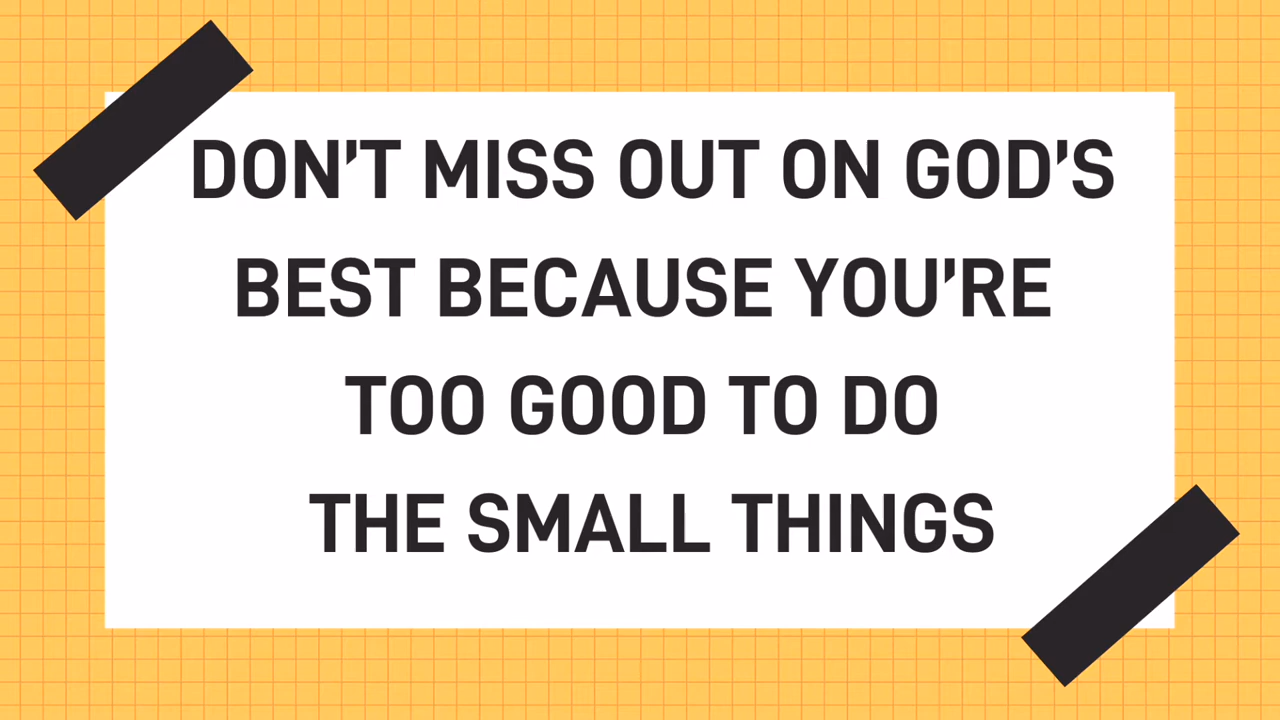 DON'T MISS OUT ON GOD'S
BEST BECAUSE YOU'RE
TOO GOOD TO DO
THE SMALL THINGS